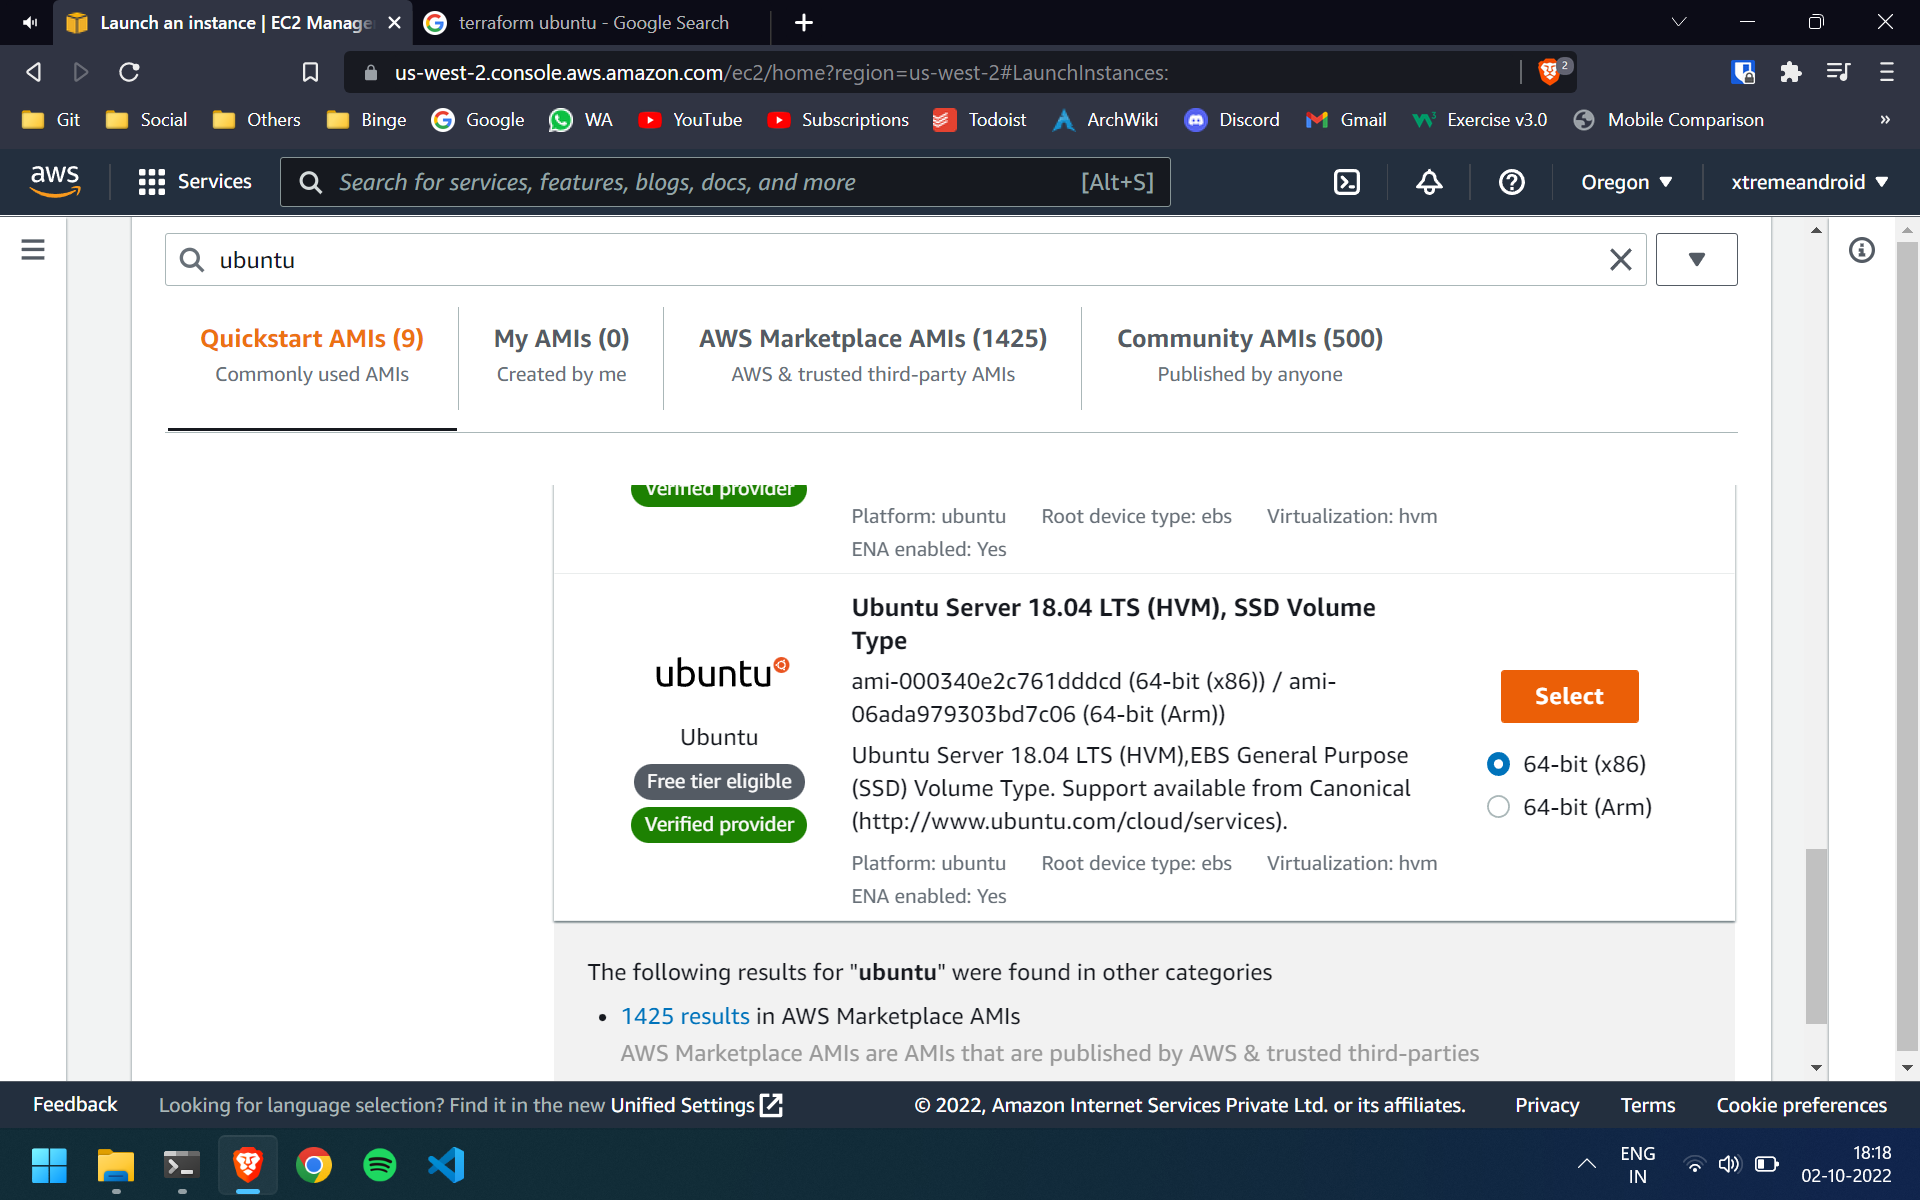 Launch an instance | EC2 Manage
terraform ubuntu - Google Search
us-west-2.console.aws.amazon.com/ec2/home?region=us-west-2#LaunchInstances:
2
Git Social Others Binge Google WA YouTube Subscriptions Todoist ArchWiki Discord Gmail Exercise v3.0 Mobile Comparison »
aws Services Search for services, features, blogs, docs, and more [Alt+S] Oregon xtremeandroid
ubuntu
Quickstart AMIs (9) My AMIs (0) AWS Marketplace AMIs (1425) Community AMIs (500)
Commonly used AMIs Created by me AWS & trusted third-party AMIs Published by anyone
Verified provider
Platform: ubuntu Root device type: ebs Virtualization: hvm
ENA enabled: Yes
Ubuntu Server 18.04 LTS (HVM), SSD Volume
Type
ubuntu
ami-000340e2c761dddcd (64-bit (x86)) / ami-
06ada979303bd7c06 (64-bit (Arm))
Select
Ubuntu
Ubuntu Server 18.04 LTS (HVM),EBS General Purpose
(SSD) Volume Type. Support available from Canonical
(http://www.ubuntu.com/cloud/services).
64-bit (x86)
64-bit (Arm)
Free tier eligible
Verified provider
Platform: ubuntu Root device type: ebs Virtualization: hvm
ENA enabled: Yes
The following results for "ubuntu" were found in other categories
• 1425 results in AWS Marketplace AMIs
AWS Marketplace AMIs are AMIs that are published by AWS & trusted third-parties
Feedback Looking for language selection? Find it in the new Unified Settings © 2022, Amazon Internet Services Private Ltd. or its affiliates. Privacy Terms Cookie preferences
ENG
IN
18:18
02-10-2022